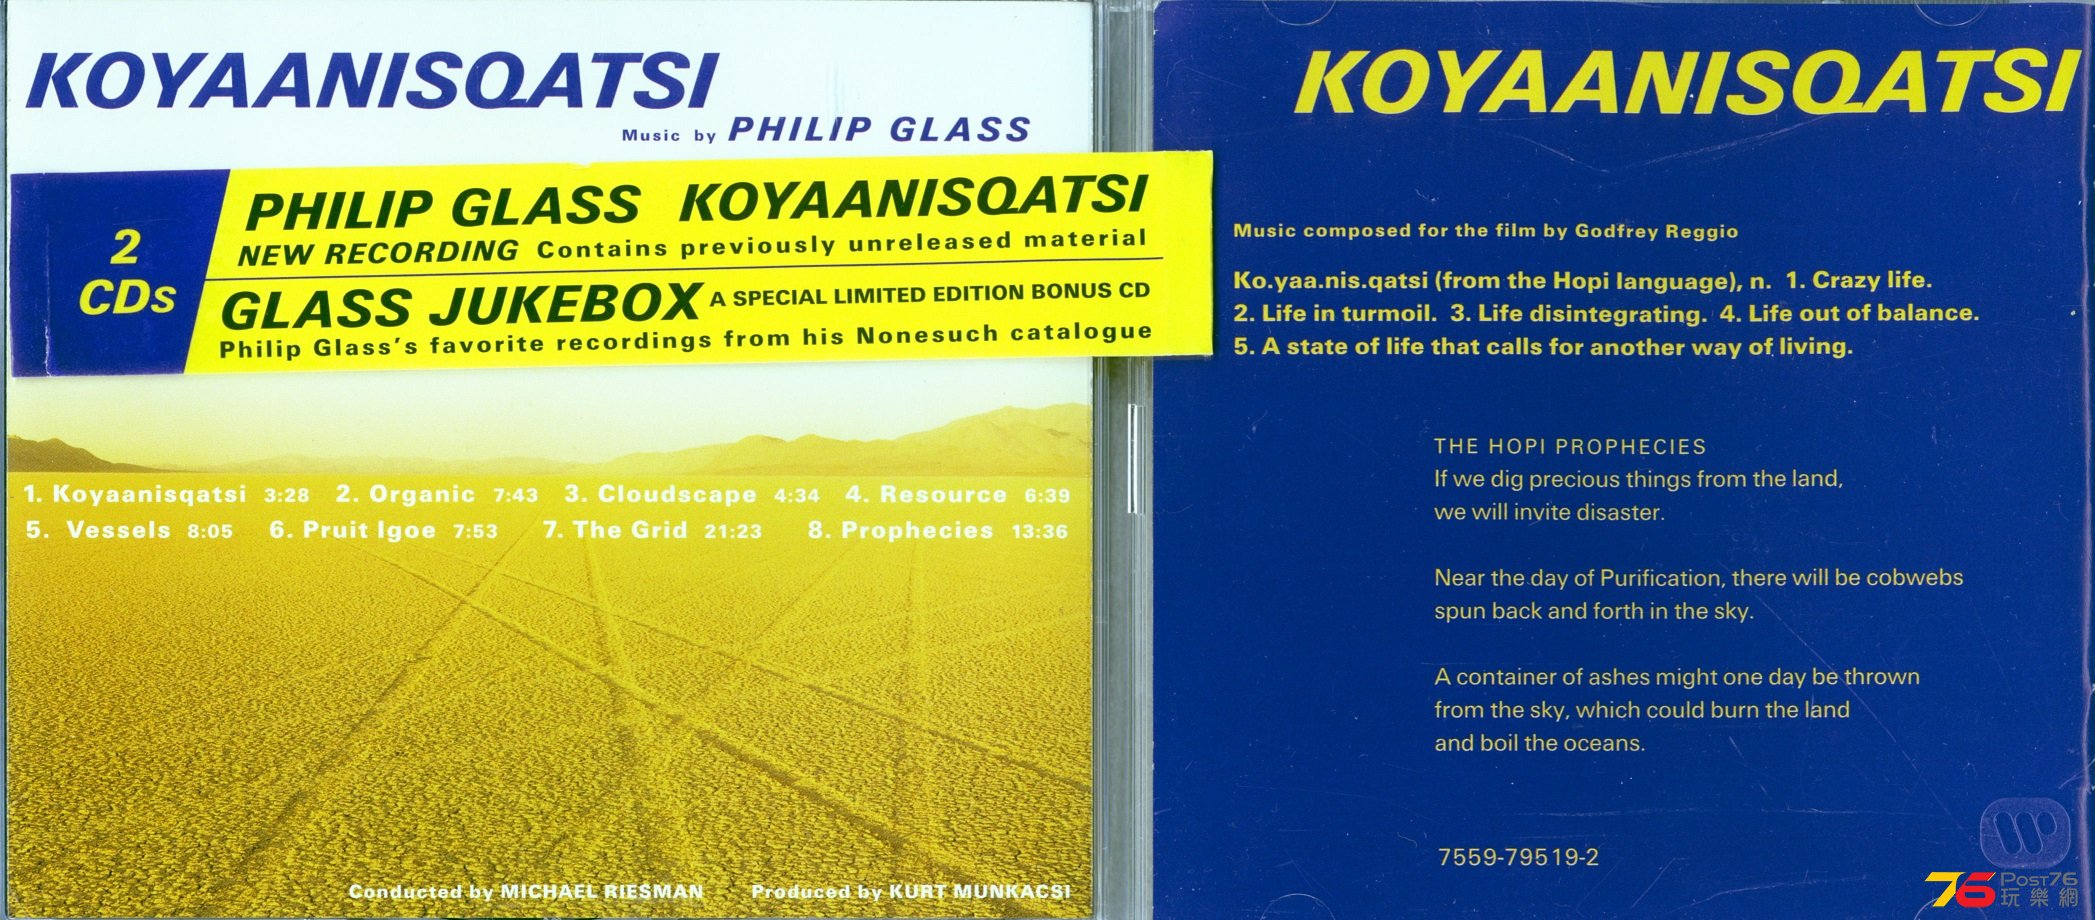 KOYAANISQATSI
Music by PHILIP GLASS
2
CDs
PHILIP GLASS KOYAANISQATSI
NEW RECORDING Contains previously unreleased material
GLASS JUKEBOX A SPECIAL LIMITED EDITION BONUS CD
Philip Glass's favorite recordings from his Nonesuch catalogue
1. Koyaanisqatsi 3:28 2. Organic 7:43 3. Cloudscape 4:34 4. Resource 6:39
5. Vessels 8:05 6. Pruit Igoe 7:53 7. The Grid 21:23 8. Prophecies 13:36
Conducted by MICHAEL RIESMAN Produced by KURT MUNKACSI
KOYAANISQATSI
Music composed for the film by Godfrey Reggio
Ko.yaa.nis.qatsi (from the Hopi language), n. 1. Crazy life.
2. Life in turmoil. 3. Life disintegrating. 4. Life out of balance.
5. A state of life that calls for another way of living.
THE HOPI PROPHECIES
If we dig precious things from the land,
we will invite disaster.
Near the day of Purification, there will be cobwebs
spun back and forth in the sky.
A container of ashes might one day be thrown
from the sky, which could burn the land
and boil the oceans.
7559-79519-2
76 POST76
玩樂網